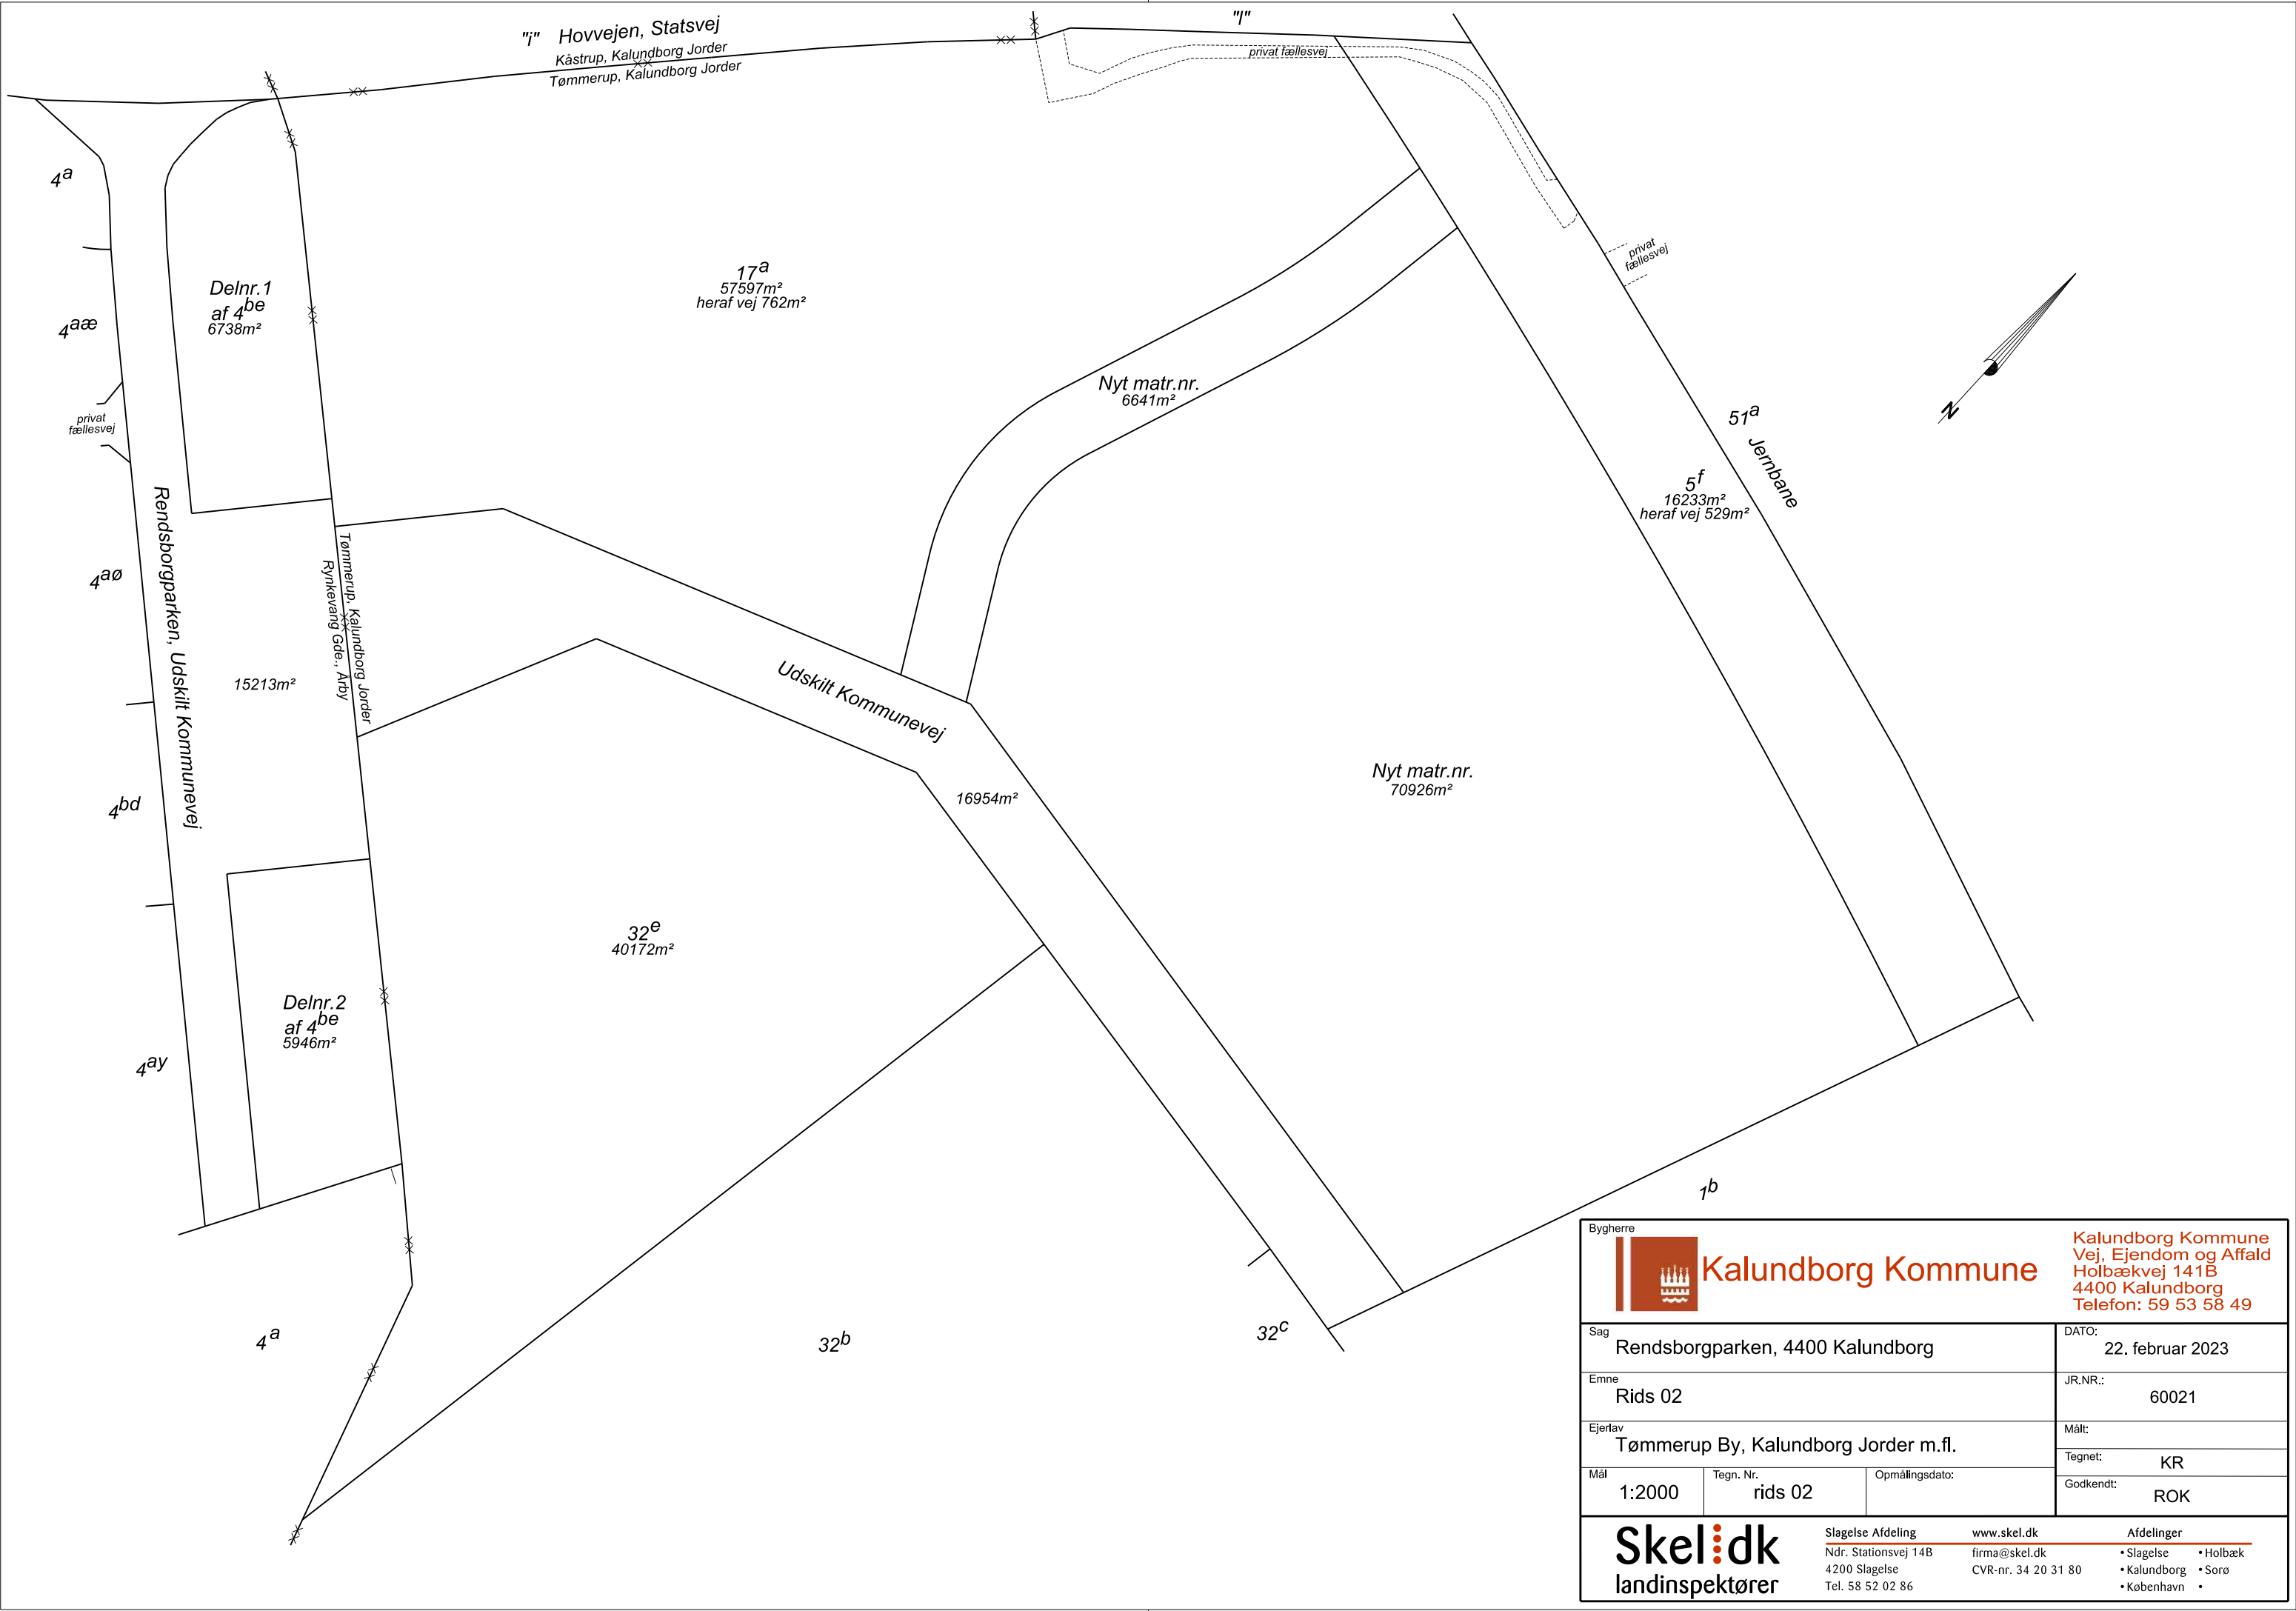 "i" Hovvejen, Statsvej
Kåstrup, Kalundborg Jorder
Tømmerup, Kalundborg Jorder
"l"
privat fællesvej
4a
Delnr.1
af 4be
6738m²
17a
57597m²
heraf vej 762m²
privat
fællesvej
4aæ
privat
fællesvej
Nyt matr.nr.
6641m²
51a
Jernbane
5f
16233m²
heraf vej 529m²
N
Rendsborgparken, Udskilt Kommunevej
Tømmerup, Kalundborg Jorder
Rynkevang Gde., Årby
4aø
15213m²
Udskilt Kommunevej
16954m²
Nyt matr.nr.
70926m²
4bd
32e
40172m²
Delnr.2
af 4be
5946m²
4ay
1b
4a
32b
32c
Bygherre
Kalundborg Kommune
Kalundborg Kommune
Vej, Ejendom og Affald
Holbækvej 141B
4400 Kalundborg
Telefon: 59 53 58 49
Sag
Rendsborgparken, 4400 Kalundborg
DATO:
22. februar 2023
Emne
Rids 02
JR.NR.:
60021
Ejerlav
Tømmerup By, Kalundborg Jorder m.fl.
Målt:
Tegnet: KR
Mål
1:2000
Tegn. Nr.
rids 02
Opmålingsdato:
Godkendt: ROK
Skel dk
landinspektører
Slagelse Afdeling
Ndr. Stationsvej 14B
4200 Slagelse
Tel. 58 52 02 86
www.skel.dk
firma@skel.dk
CVR-nr. 34 20 31 80
Afdelinger
• Slagelse • Holbæk
• Kalundborg • Sorø
• København •